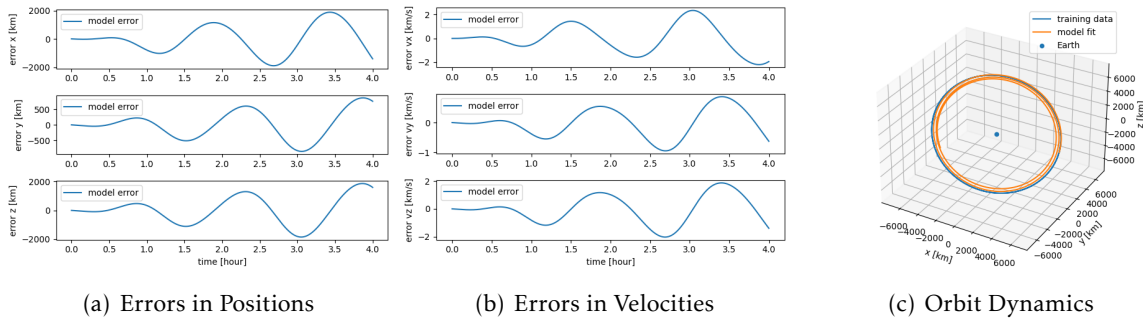 model error
error x [km]
2000
0
−2000
0.0 0.5 1.0 1.5 2.0 2.5 3.0 3.5 4.0
model error
error y [km]
500
0
−500
0.0 0.5 1.0 1.5 2.0 2.5 3.0 3.5 4.0
model error
error z [km]
2000
0
−2000
0.0 0.5 1.0 1.5 2.0 2.5 3.0 3.5 4.0
time [hour]
(a) Errors in Positions
model error
error vx [km/s]
2
0
−2
0.0 0.5 1.0 1.5 2.0 2.5 3.0 3.5 4.0
model error
error vy [km/s]
0
−1
0.0 0.5 1.0 1.5 2.0 2.5 3.0 3.5 4.0
model error
error vz [km/s]
2
0
−2
0.0 0.5 1.0 1.5 2.0 2.5 3.0 3.5 4.0
time [hour]
(b) Errors in Velocities
training data
model fit
Earth
6000
4000
2000
0
−2000
−4000
−6000
z [km]
6000
4000
2000
0
−2000
−4000
−6000
y [km]
−6000 −4000 −2000 0 2000 4000 6000
x [km]
(c) Orbit Dynamics